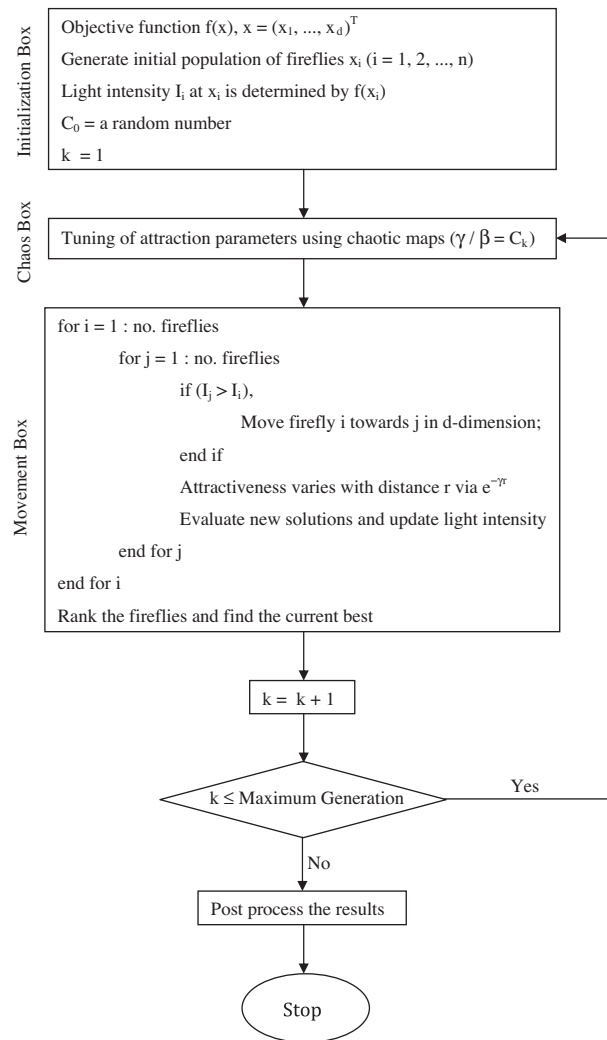 Initialization Box
Objective function f(x), x = (x₁, ..., x_d)ᵀ
Generate initial population of fireflies xᵢ (i = 1, 2, ..., n)
Light intensity Iᵢ at xᵢ is determined by f(xᵢ)
C₀ = a random number
k = 1
Chaos Box
Tuning of attraction parameters using chaotic maps (γ / β = Cₖ)
Movement Box
for i = 1 : no. fireflies
for j = 1 : no. fireflies
if (Iⱼ > Iᵢ),
Move firefly i towards j in d-dimension;
end if
Attractiveness varies with distance r via e^−γr
Evaluate new solutions and update light intensity
end for j
end for i
Rank the fireflies and find the current best
k = k + 1
k ≤ Maximum Generation
Yes
No
Post process the results
Stop